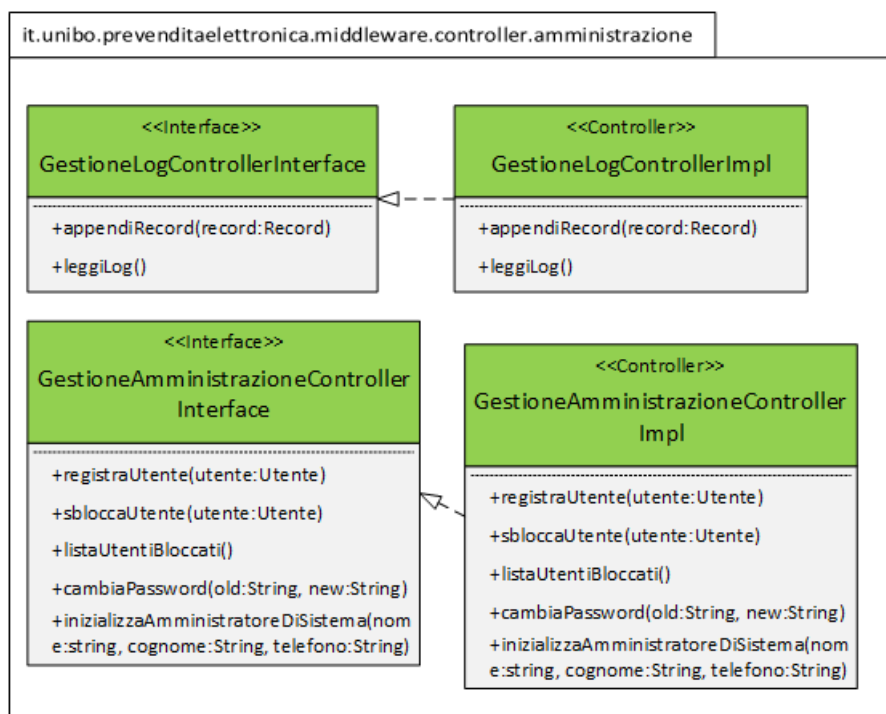 it.unibo.prevenditaelettronica.middleware.controller.amministrazione
<<Interface>>
GestioneLogControllerInterface
+appendiRecord(record:Record)
+leggiLog()
<<Controller>>
GestioneLogControllerImpl
+appendiRecord(record:Record)
+leggiLog()
<<Interface>>
GestioneAmministrazioneController
Interface
+registraUtente(utente:Utente)
+sbloccaUtente(utente:Utente)
+listaUtentiBloccati()
+cambiaPassword(old:String, new:String)
+inizializzaAmministratoreDiSistema(nom
e:string, cognome:String, telefono:String)
<<Controller>>
GestioneAmministrazioneController
Impl
+registraUtente(utente:Utente)
+sbloccaUtente(utente:Utente)
+listaUtentiBloccati()
+cambiaPassword(old:String, new:String)
+inizializzaAmministratoreDiSistema(nom
e:string, cognome:String, telefono:String)